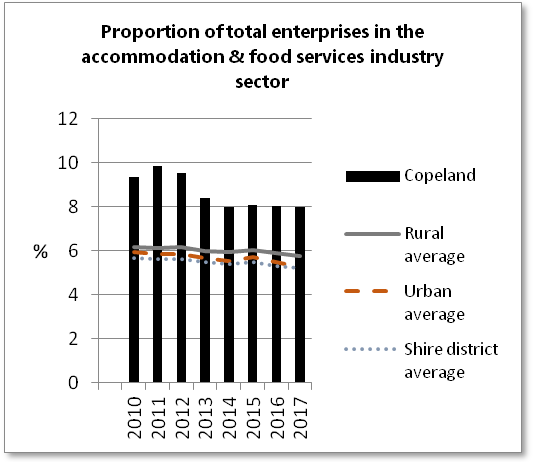 Proportion of total enterprises in the
accommodation & food services industry
sector
12
10
8
6
4
2
0
%
2010
2011
2012
2013
2014
2015
2016
2017
Copeland
Rural
average
Urban
average
Shire district
average